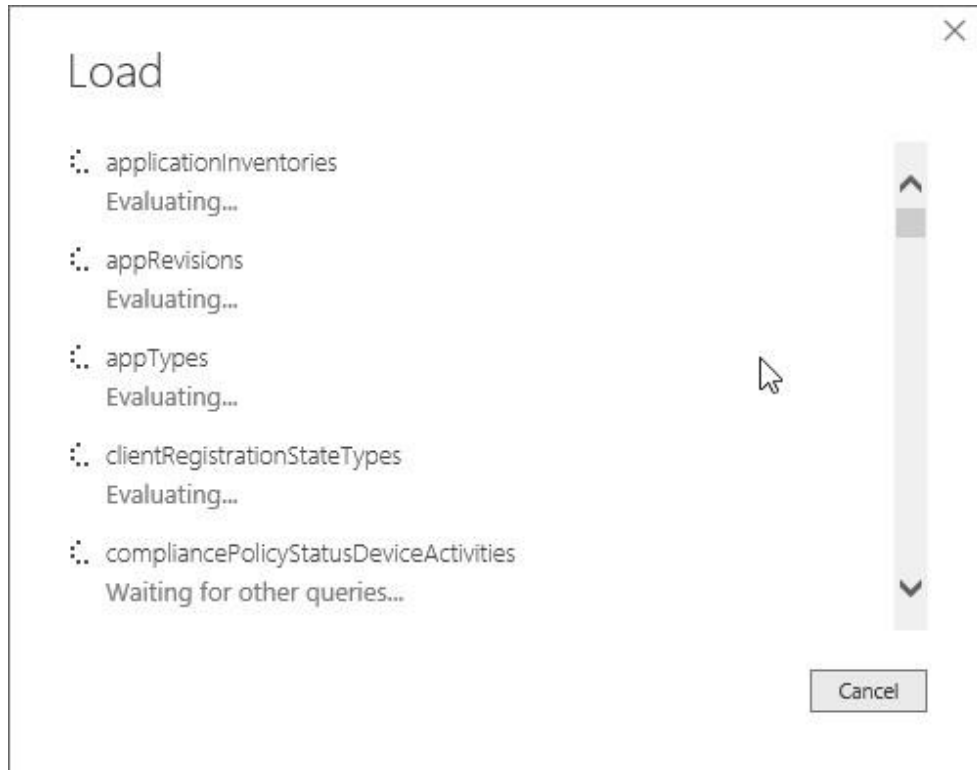 Load
applicationInventories
Evaluating...
appRevisions
Evaluating...
appTypes
Evaluating...
clientRegistrationStateTypes
Evaluating...
compliancePolicyStatusDeviceActivities
Waiting for other queries...
Cancel